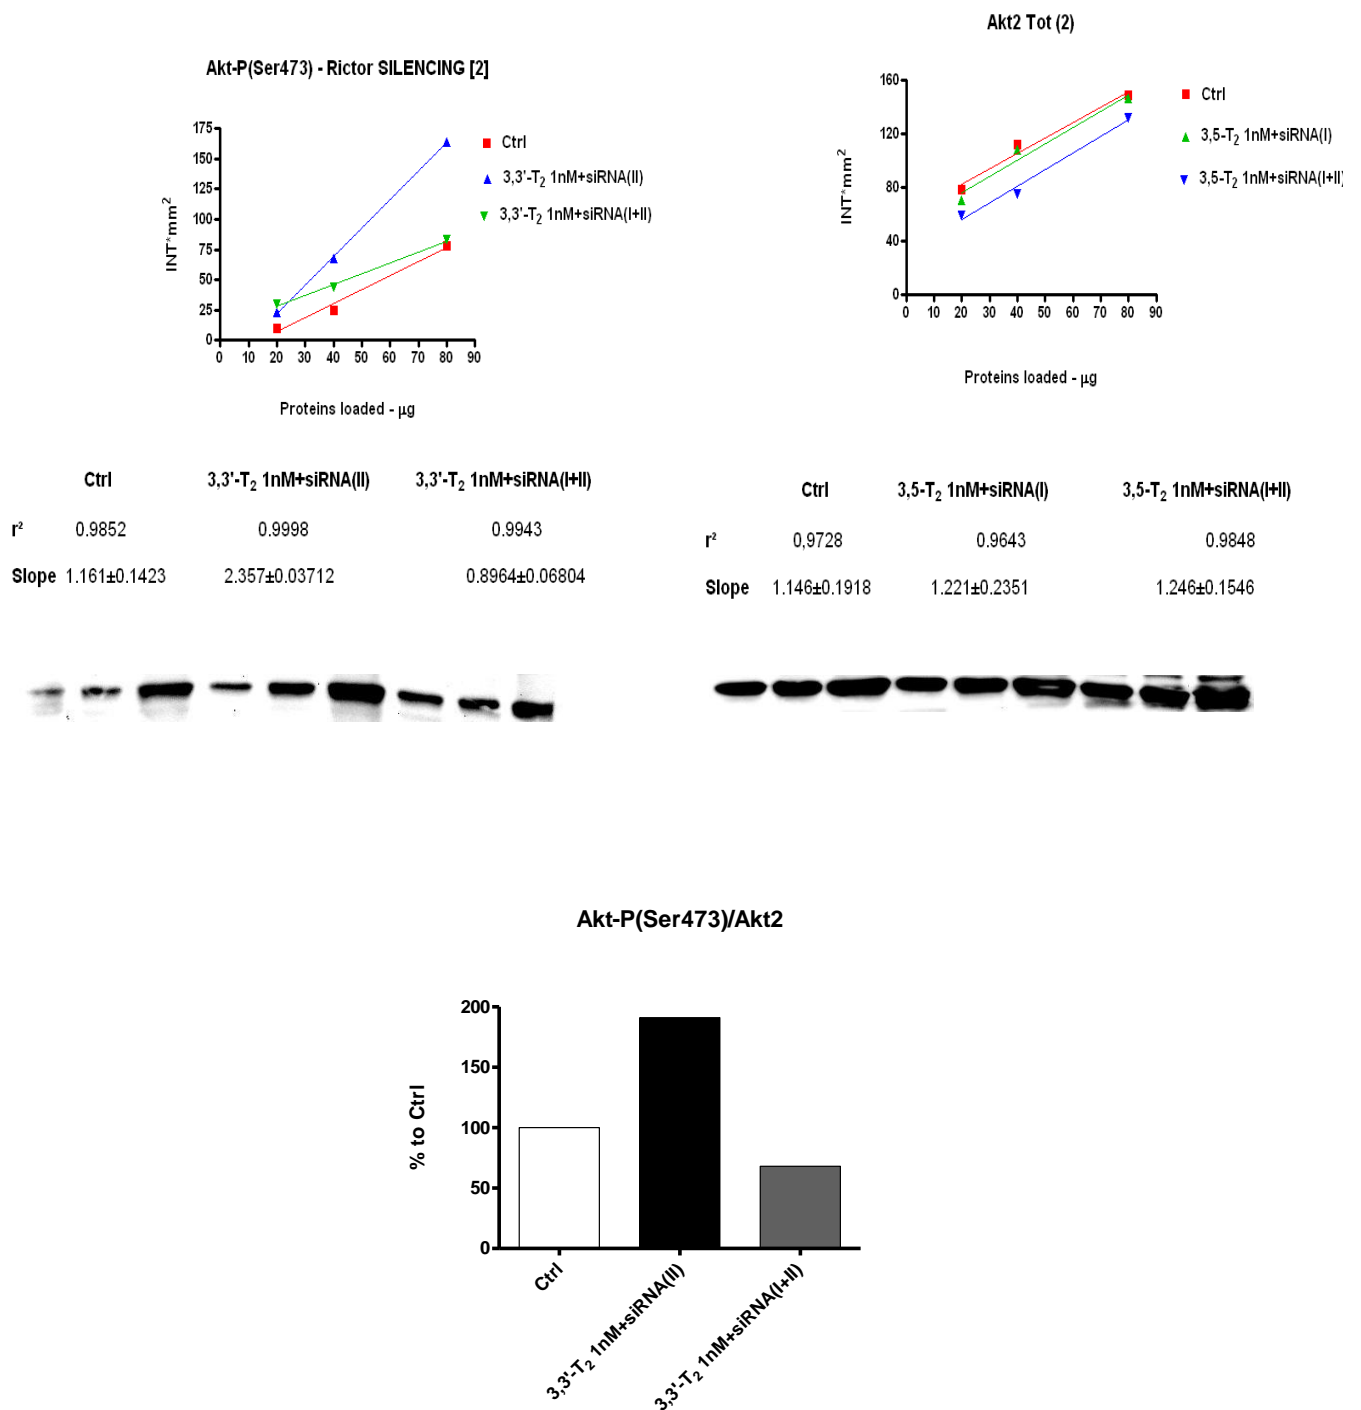 Akt-P(Ser473) - Rictor SILENCING [2]
175
150
125
100
75
50
25
0
INT*mm²
0 10 20 30 40 50 60 70 80 90
Proteins loaded - µg
Ctrl
3,3'-T₂ 1nM+siRNA(II)
3,3'-T₂ 1nM+siRNA(I+II)
Akt2 Tot (2)
160
120
80
40
0
INT*mm²
0 10 20 30 40 50 60 70 80 90
Proteins loaded - µg
Ctrl
3,5-T₂ 1nM+siRNA(I)
3,5-T₂ 1nM+siRNA(I+II)
Ctrl 3,3'-T₂ 1nM+siRNA(II) 3,3'-T₂ 1nM+siRNA(I+II)
r² 0.9852 0.9998 0.9943
Slope 1.161±0.1423 2.357±0.03712 0.8964±0.06804
Ctrl 3,5-T₂ 1nM+siRNA(I) 3,5-T₂ 1nM+siRNA(I+II)
r² 0,9728 0.9643 0.9848
Slope 1.146±0.1918 1.221±0.2351 1.246±0.1546
Akt-P(Ser473)/Akt2
200
150
100
50
0
% to Ctrl
Ctrl
3,3'-T₂ 1nM+siRNA(II)
3,3'-T₂ 1nM+siRNA(I+II)